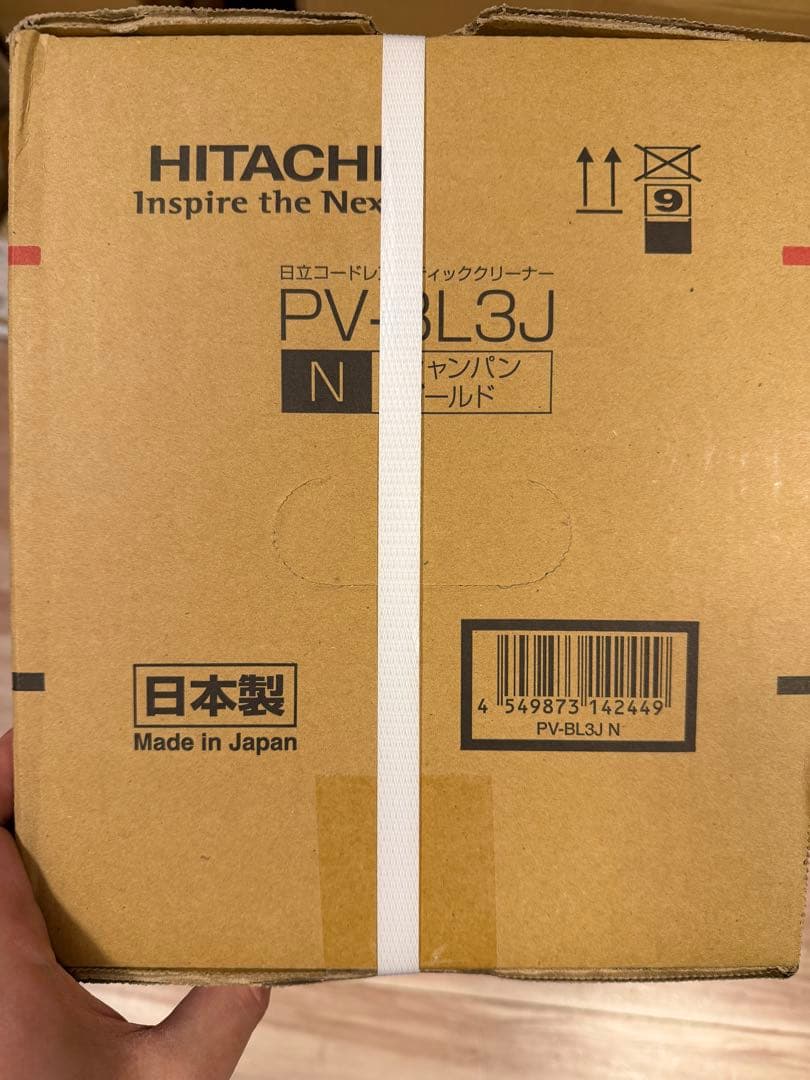 HITACHI
Inspire the Nex
9
日立コードレス ティッククリーナー
PV-BL3J
N
ャンパン
ールド
日本製
Made in Japan
4 549873 142449
PV-BL3J N